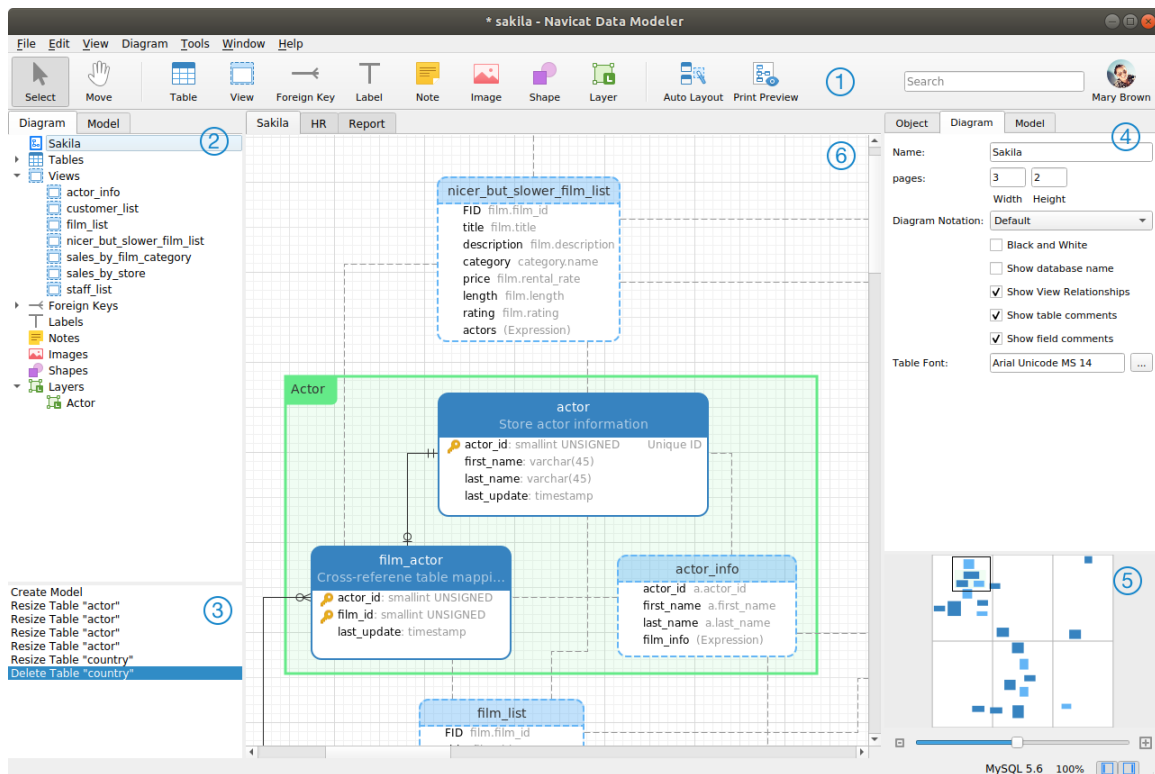 * sakila - Navicat Data Modeler
File Edit View Diagram Tools Window Help
Select Move Table View Foreign Key Label Note Image Shape Layer Auto Layout Print Preview
1
Search
Mary Brown
Diagram Model
2
Sakila
Tables
Views
actor_info
customer_list
film_list
nicer_but_slower_film_list
sales_by_film_category
sales_by_store
staff_list
Foreign Keys
Labels
Notes
Images
Shapes
Layers
Actor
Create Model
Resize Table "actor"
Resize Table "actor"
Resize Table "actor"
Resize Table "actor"
Resize Table "country"
Delete Table "country"
3
Sakila HR Report
6
nicer_but_slower_film_list
FID film.film_id
title film.title
description film.description
category category.name
price film.rental_rate
length film.length
rating film.rating
actors (Expression)
Actor
actor
Store actor information
actor_id: smallint UNSIGNED Unique ID
first_name: varchar(45)
last_name: varchar(45)
last_update: timestamp
film_actor
Cross-referene table mappi...
actor_id: smallint UNSIGNED
film_id: smallint UNSIGNED
last_update: timestamp
actor_info
actor_id a.actor_id
first_name a.first_name
last_name a.last_name
film_info (Expression)
film_list
FID film.film_id
Object Diagram Model
4
Name: Sakila
pages: 3 2
Width Height
Diagram Notation: Default
Black and White
Show database name
Show View Relationships
Show table comments
Show field comments
Table Font: Arial Unicode MS 14 ...
5
MySQL 5.6 100%